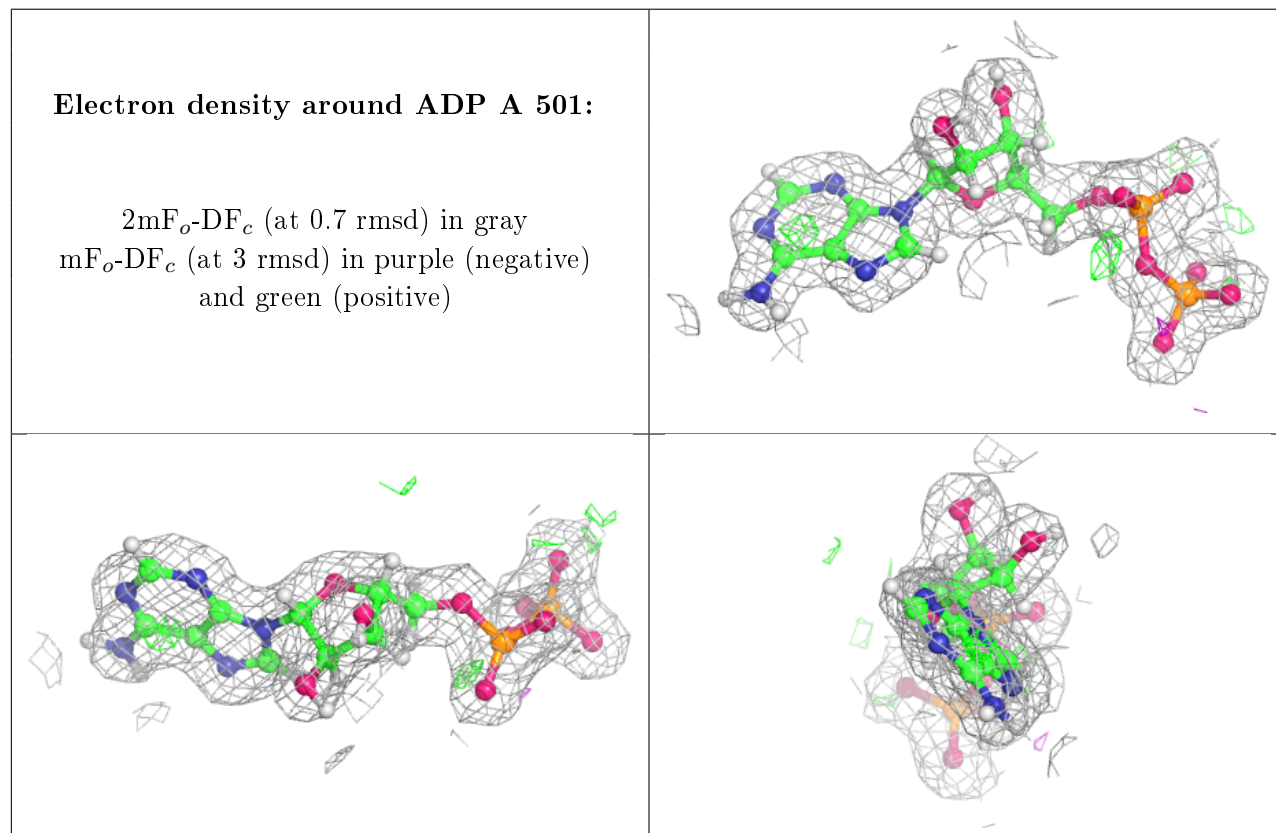 Electron density around ADP A 501:
2mFo-DFc (at 0.7 rmsd) in gray
mFo-DFc (at 3 rmsd) in purple (negative)
and green (positive)